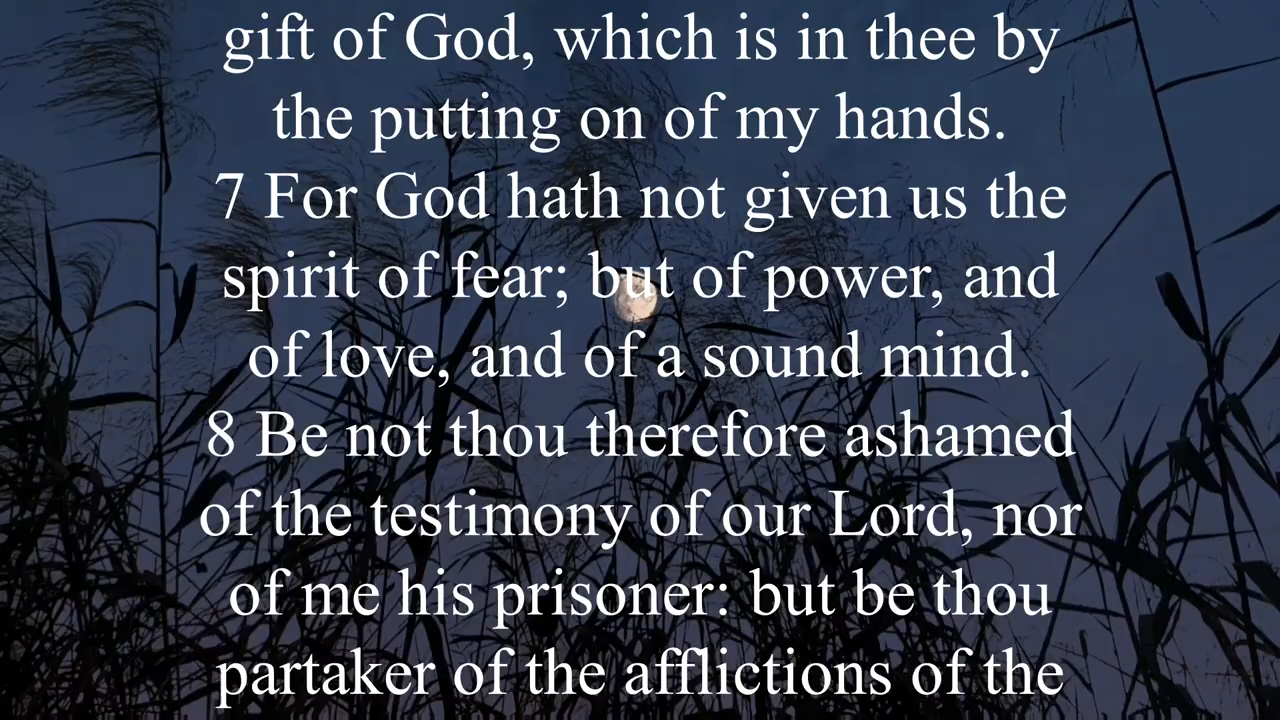 gift of God, which is in thee by
the putting on of my hands.
7 For God hath not given us the
spirit of fear; but of power, and
of love, and of a sound mind.
8 Be not thou therefore ashamed
of the testimony of our Lord, nor
of me his prisoner: but be thou
partaker of the afflictions of the